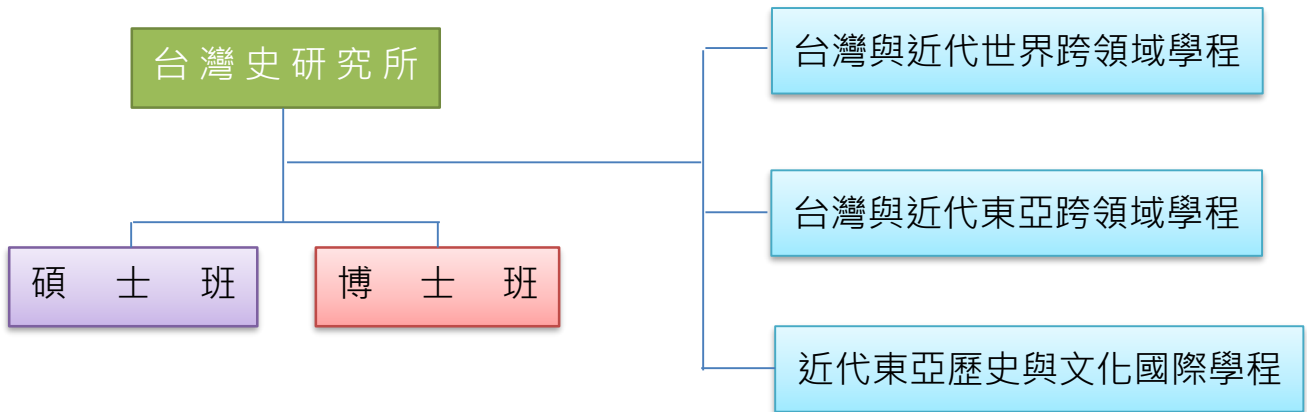 台灣史研究所
台灣與近代世界跨領域學程
台灣與近代東亞跨領域學程
碩士班
博士班
近代東亞歷史與文化國際學程